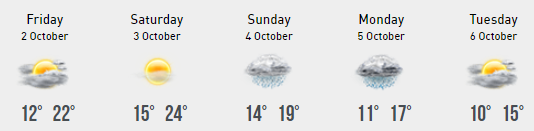 Friday Saturday Sunday Monday Tuesday
2 October 3 October 4 October 5 October 6 October
12° 22° 15° 24° 14° 19° 11° 17° 10° 15°